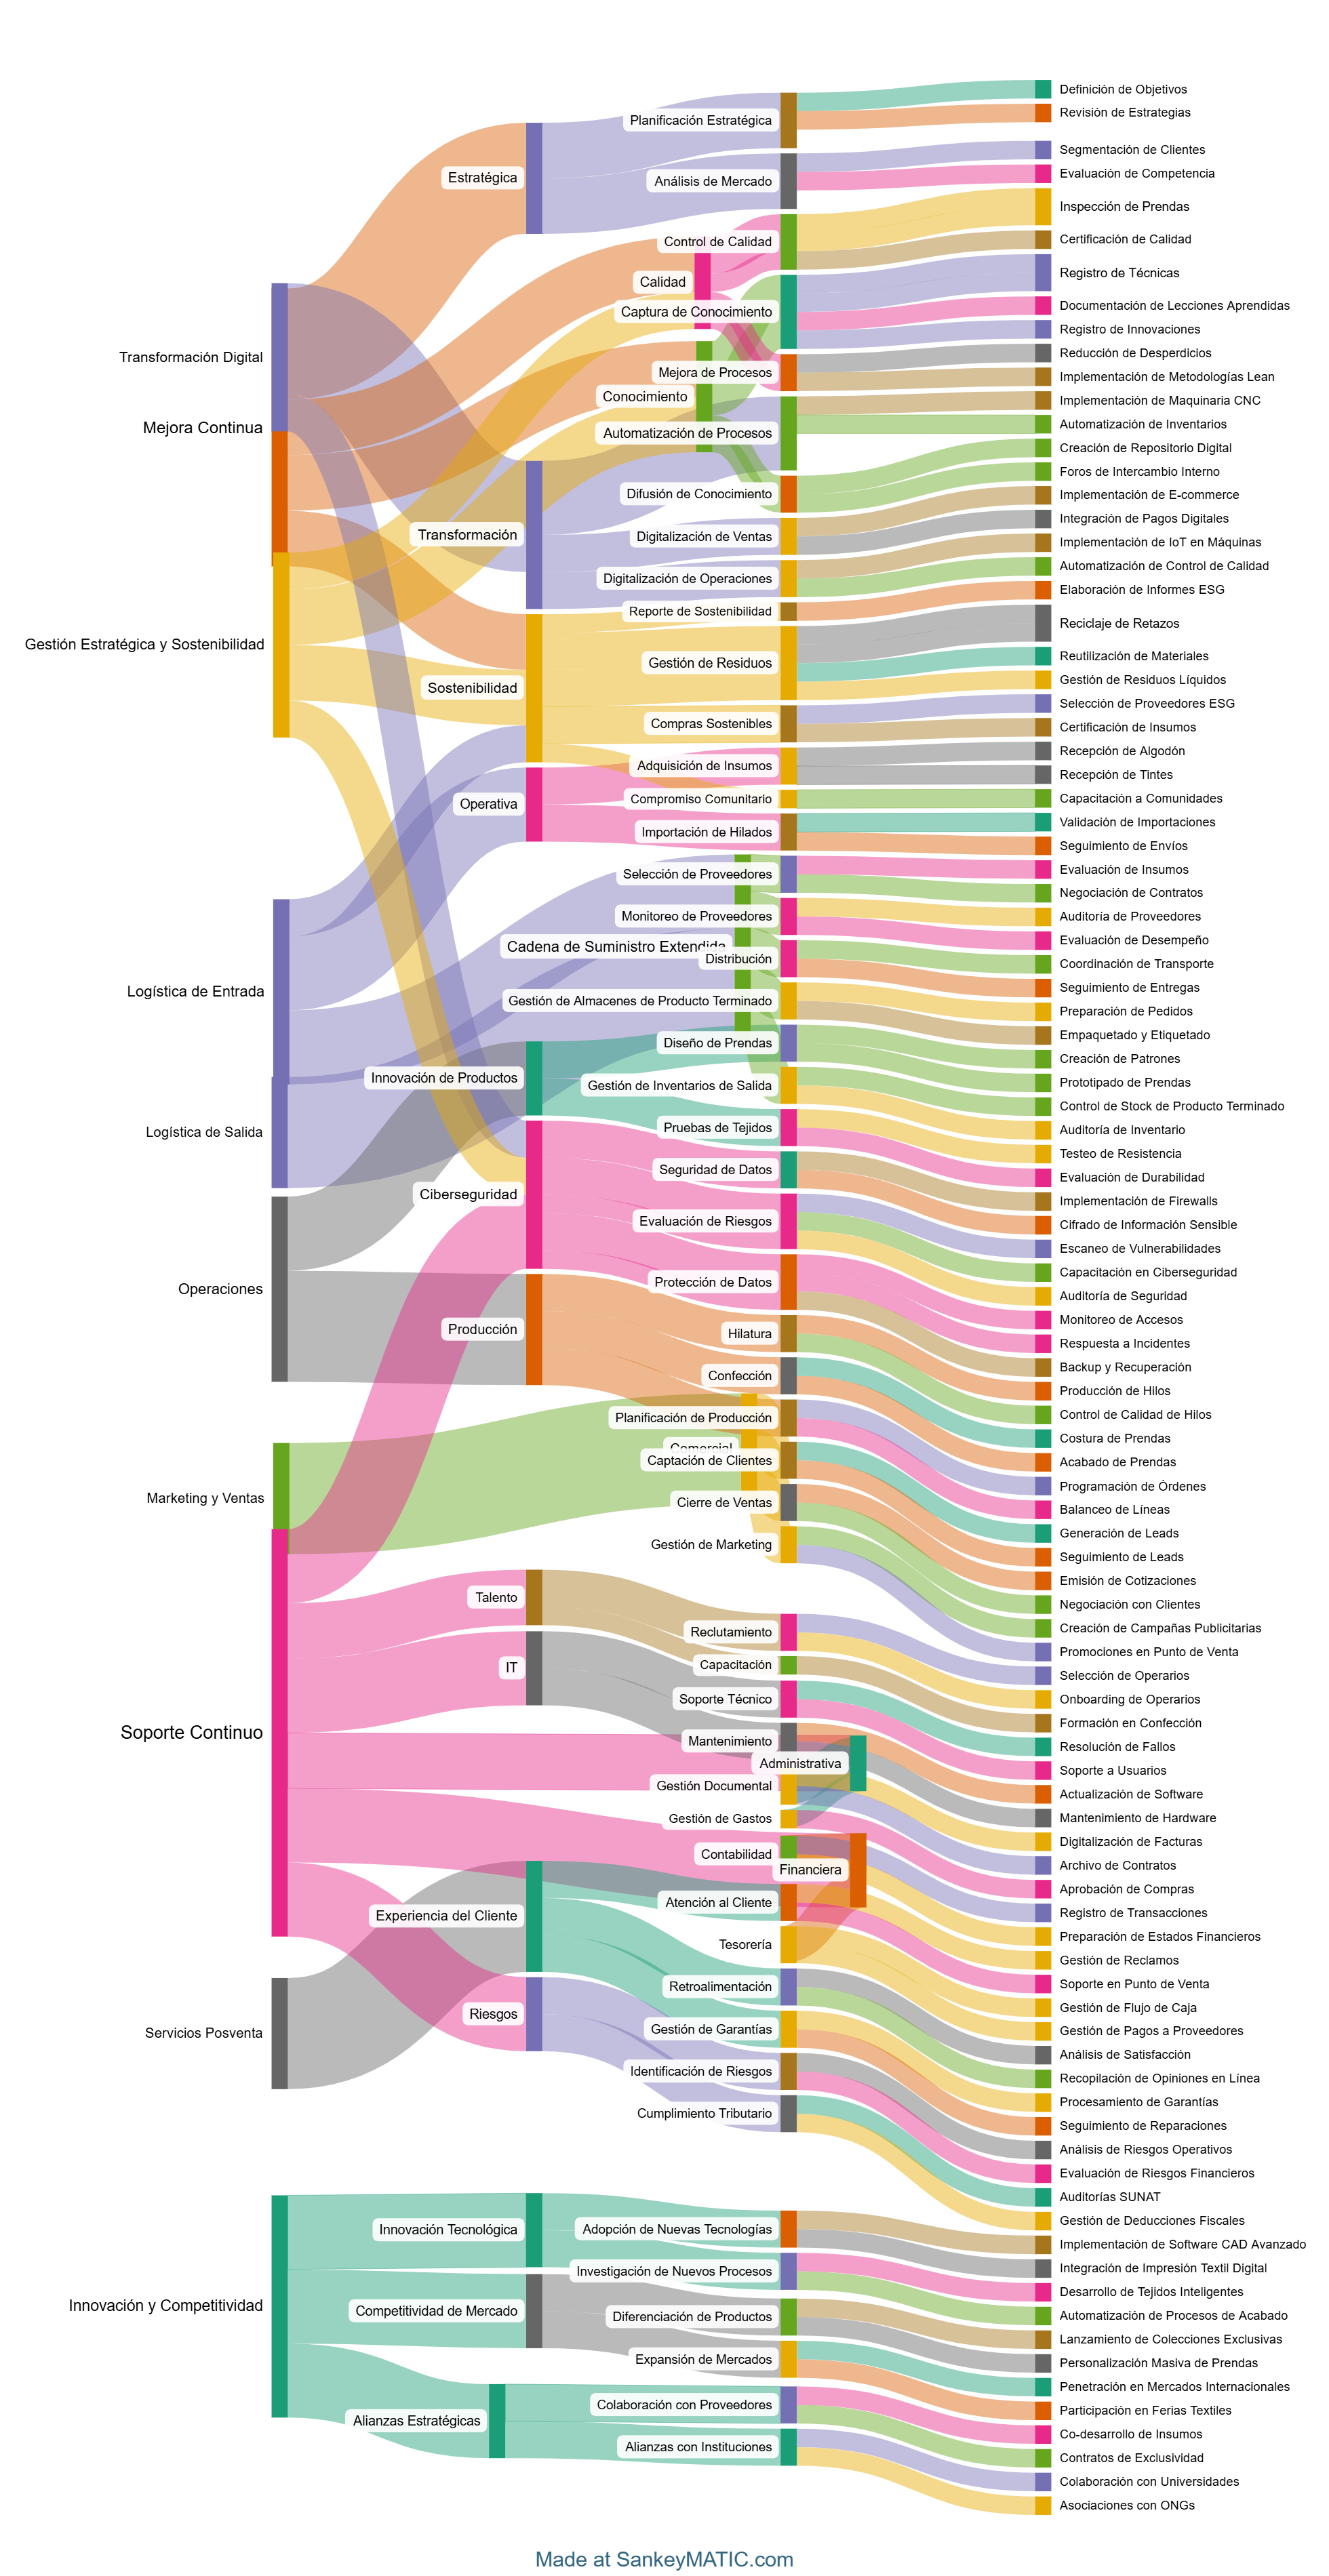 Transformación Digital
Mejora Continua
Gestión Estratégica y Sostenibilidad
Logística de Entrada
Logística de Salida
Operaciones
Marketing y Ventas
Soporte Continuo
Servicios Posventa
Innovación y Competitividad
Estratégica
Calidad
Conocimiento
Transformación
Sostenibilidad
Operativa
Cadena de Suministro Extendida
Innovación de Productos
Ciberseguridad
Producción
Comercial
Talento
IT
Administrativa
Financiera
Experiencia del Cliente
Riesgos
Innovación Tecnológica
Competitividad de Mercado
Alianzas Estratégicas
Planificación Estratégica
Análisis de Mercado
Control de Calidad
Captura de Conocimiento
Mejora de Procesos
Automatización de Procesos
Difusión de Conocimiento
Digitalización de Ventas
Digitalización de Operaciones
Reporte de Sostenibilidad
Gestión de Residuos
Compras Sostenibles
Adquisición de Insumos
Compromiso Comunitario
Importación de Hilados
Selección de Proveedores
Monitoreo de Proveedores
Distribución
Gestión de Almacenes de Producto Terminado
Diseño de Prendas
Gestión de Inventarios de Salida
Pruebas de Tejidos
Seguridad de Datos
Evaluación de Riesgos
Protección de Datos
Hilatura
Confección
Planificación de Producción
Captación de Clientes
Cierre de Ventas
Gestión de Marketing
Reclutamiento
Capacitación
Soporte Técnico
Mantenimiento
Gestión Documental
Gestión de Gastos
Contabilidad
Atención al Cliente
Tesorería
Retroalimentación
Gestión de Garantías
Identificación de Riesgos
Cumplimiento Tributario
Adopción de Nuevas Tecnologías
Investigación de Nuevos Procesos
Diferenciación de Productos
Expansión de Mercados
Colaboración con Proveedores
Alianzas con Instituciones
Definición de Objetivos
Revisión de Estrategias
Segmentación de Clientes
Evaluación de Competencia
Inspección de Prendas
Certificación de Calidad
Registro de Técnicas
Documentación de Lecciones Aprendidas
Registro de Innovaciones
Reducción de Desperdicios
Implementación de Metodologías Lean
Implementación de Maquinaria CNC
Automatización de Inventarios
Creación de Repositorio Digital
Foros de Intercambio Interno
Implementación de E-commerce
Integración de Pagos Digitales
Implementación de IoT en Máquinas
Automatización de Control de Calidad
Elaboración de Informes ESG
Reciclaje de Retazos
Reutilización de Materiales
Gestión de Residuos Líquidos
Selección de Proveedores ESG
Certificación de Insumos
Recepción de Algodón
Recepción de Tintes
Capacitación a Comunidades
Validación de Importaciones
Seguimiento de Envíos
Evaluación de Insumos
Negociación de Contratos
Auditoría de Proveedores
Evaluación de Desempeño
Coordinación de Transporte
Seguimiento de Entregas
Preparación de Pedidos
Empaquetado y Etiquetado
Creación de Patrones
Prototipado de Prendas
Control de Stock de Producto Terminado
Auditoría de Inventario
Testeo de Resistencia
Evaluación de Durabilidad
Implementación de Firewalls
Cifrado de Información Sensible
Escaneo de Vulnerabilidades
Capacitación en Ciberseguridad
Auditoría de Seguridad
Monitoreo de Accesos
Respuesta a Incidentes
Backup y Recuperación
Producción de Hilos
Control de Calidad de Hilos
Costura de Prendas
Acabado de Prendas
Programación de Órdenes
Balanceo de Líneas
Generación de Leads
Seguimiento de Leads
Emisión de Cotizaciones
Negociación con Clientes
Creación de Campañas Publicitarias
Promociones en Punto de Venta
Selección de Operarios
Onboarding de Operarios
Formación en Confección
Resolución de Fallos
Soporte a Usuarios
Actualización de Software
Mantenimiento de Hardware
Digitalización de Facturas
Archivo de Contratos
Aprobación de Compras
Registro de Transacciones
Preparación de Estados Financieros
Gestión de Reclamos
Soporte en Punto de Venta
Gestión de Flujo de Caja
Gestión de Pagos a Proveedores
Análisis de Satisfacción
Recopilación de Opiniones en Línea
Procesamiento de Garantías
Seguimiento de Reparaciones
Análisis de Riesgos Operativos
Evaluación de Riesgos Financieros
Auditorías SUNAT
Gestión de Deducciones Fiscales
Implementación de Software CAD Avanzado
Integración de Impresión Textil Digital
Desarrollo de Tejidos Inteligentes
Automatización de Procesos de Acabado
Lanzamiento de Colecciones Exclusivas
Personalización Masiva de Prendas
Penetración en Mercados Internacionales
Participación en Ferias Textiles
Co-desarrollo de Insumos
Contratos de Exclusividad
Colaboración con Universidades
Asociaciones con ONGs
Made at SankeyMATIC.com